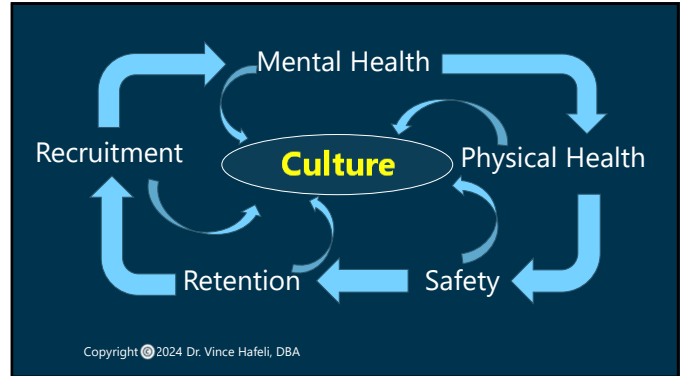 Mental Health
Recruitment
Culture
Physical Health
Retention
Safety
Copyright ©2024 Dr. Vince Hafeli, DBA